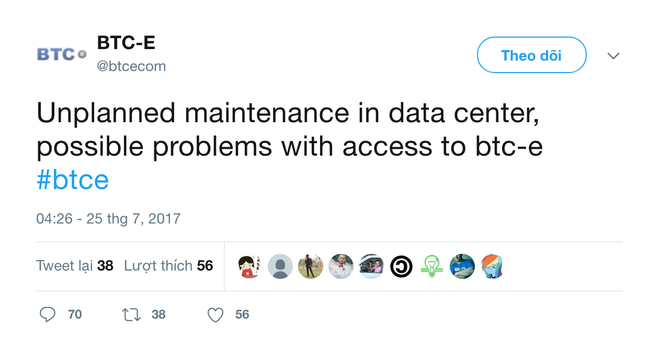 BTC
BTC-E
@btcecom
Theo dõi
Unplanned maintenance in data center,
possible problems with access to btc-e
#btce
04:26 - 25 thg 7, 2017
Tweet lại 38 Lượt thích 56
70 38 56